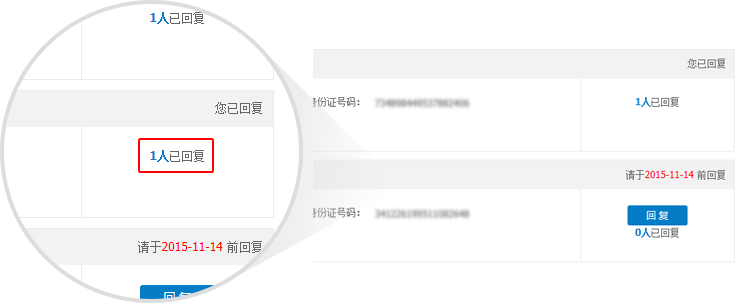 1人已回复
您已回复
1人已回复
请于2015-11-14 前回复
回 复
您已回复
身份证号码：
1人已回复
请于2015-11-14 前回复
身份证号码：
回 复
0人已回复